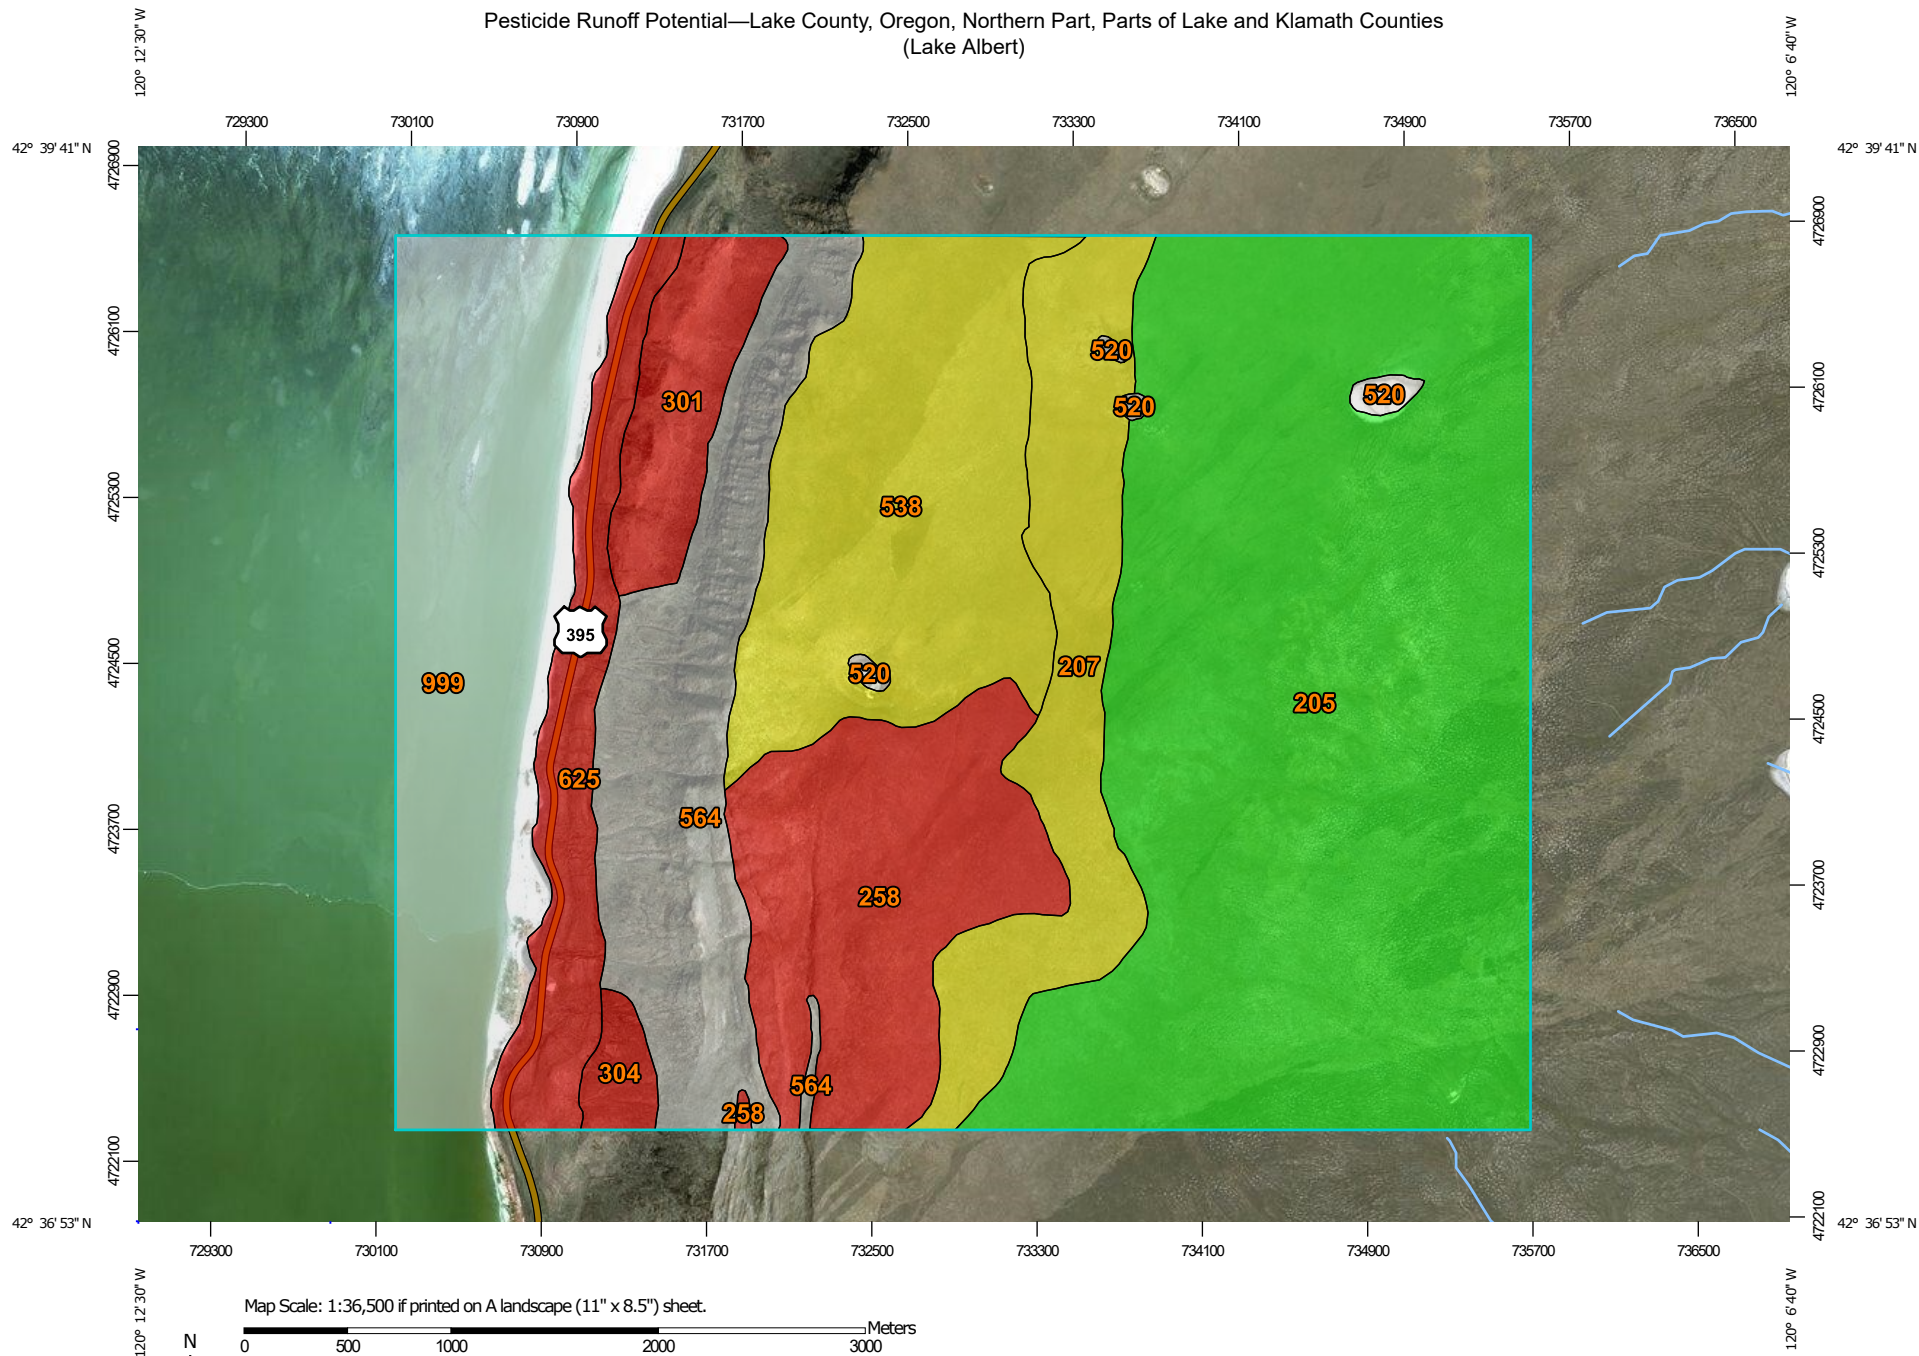 Pesticide Runoff Potential—Lake County, Oregon, Northern Part, Parts of Lake and Klamath Counties
(Lake Albert)
120° 12' 30" W
120° 6' 40" W
729300 730100 730900 731700 732500 733300 734100 734900 735700 736500
42° 39' 41" N
42° 39' 41" N
4726900
4726900
4726100
4726100
4725300
4725300
4724500
4724500
4723700
4723700
4722900
4722900
4722100
4722100
520
520
520
301
538
395
520
207
999
205
625
564
258
304
564
258
42° 36' 53" N
42° 36' 53" N
729300 730100 730900 731700 732500 733300 734100 734900 735700 736500
120° 12' 30" W
120° 6' 40" W
Map Scale: 1:36,500 if printed on A landscape (11" x 8.5") sheet.
Meters
N
0 500 1000 2000 3000